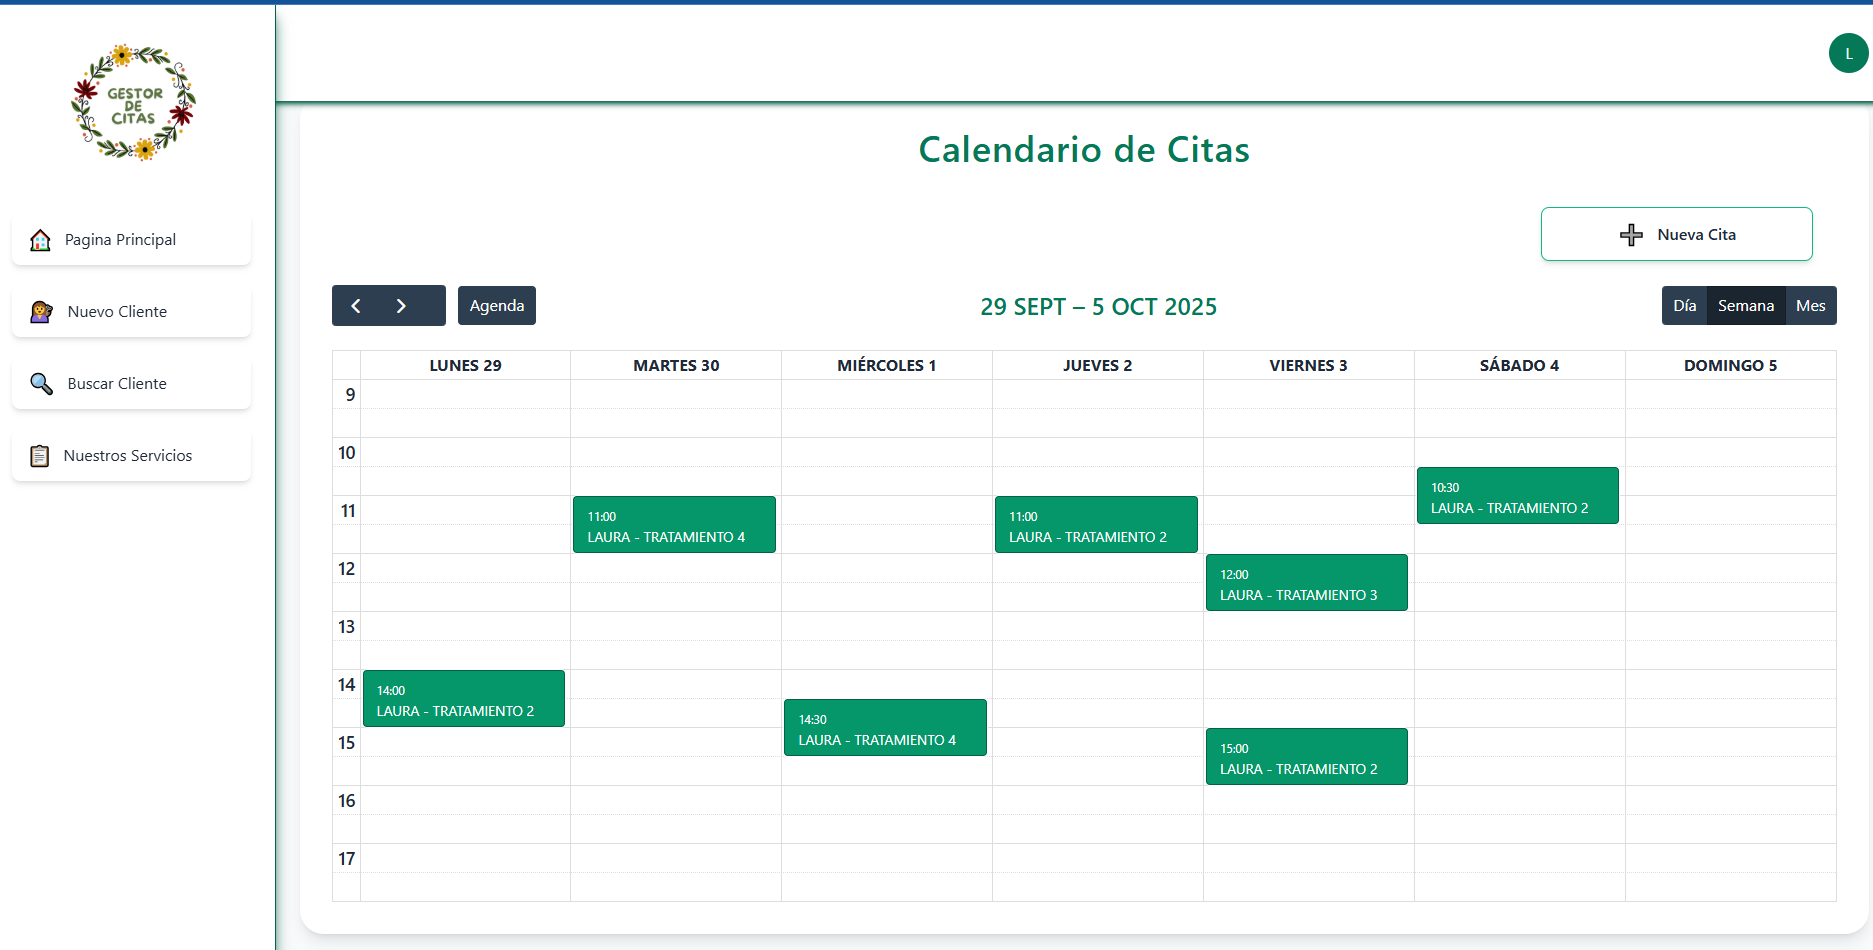 GESTOR
DE
CITAS
L
Pagina Principal
Nuevo Cliente
Buscar Cliente
Nuestros Servicios
Calendario de Citas
Nueva Cita
Agenda
29 SEPT – 5 OCT 2025
Día Semana Mes
LUNES 29 MARTES 30 MIÉRCOLES 1 JUEVES 2 VIERNES 3 SÁBADO 4 DOMINGO 5
9
10
10:30
LAURA - TRATAMIENTO 2
11
11:00
LAURA - TRATAMIENTO 4
11:00
LAURA - TRATAMIENTO 2
12
12:00
LAURA - TRATAMIENTO 3
13
14
14:00
LAURA - TRATAMIENTO 2
14:30
LAURA - TRATAMIENTO 4
15
15:00
LAURA - TRATAMIENTO 2
16
17